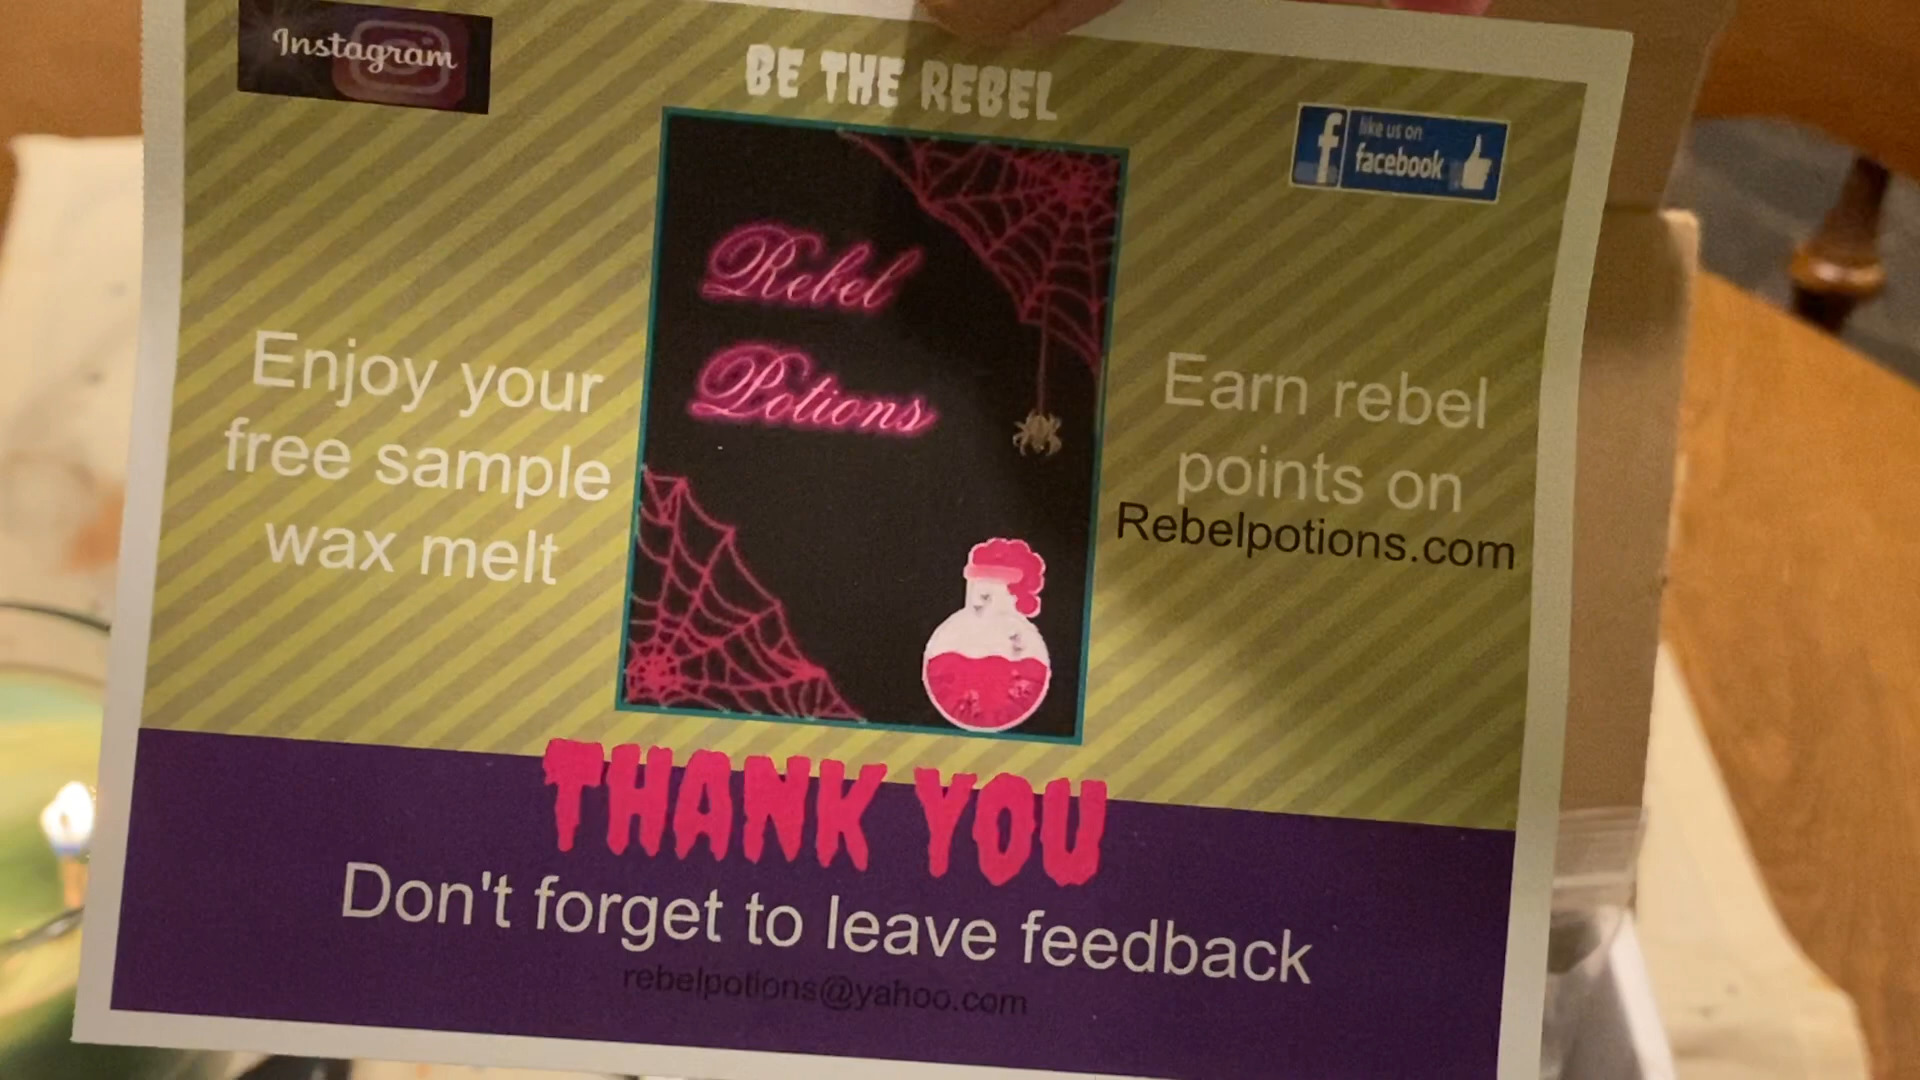 Instagram
BE THE REBEL
f
like us on
facebook
Rebel
Potions
Enjoy your
free sample
wax melt
Earn rebel
points on
Rebelpotions.com
THANK YOU
Don't forget to leave feedback
rebelpotions@yahoo.com